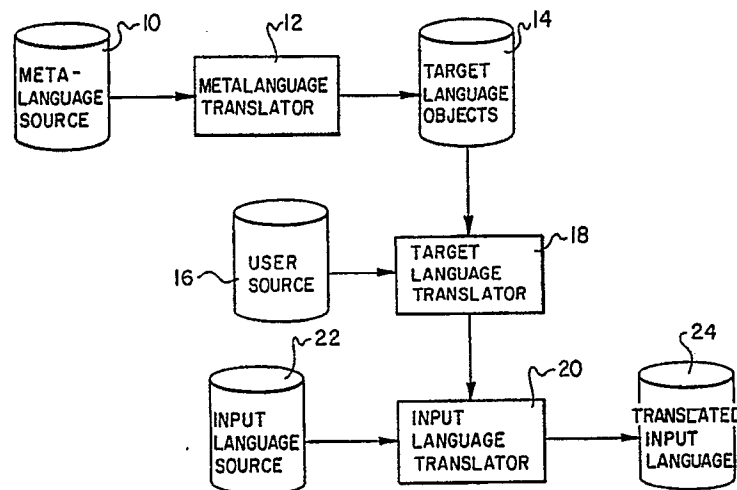 10
META-
LANGUAGE
SOURCE
12
METALANGUAGE
TRANSLATOR
14
TARGET
LANGUAGE
OBJECTS
16
USER
SOURCE
18
TARGET
LANGUAGE
TRANSLATOR
22
INPUT
LANGUAGE
SOURCE
20
INPUT
LANGUAGE
TRANSLATOR
24
TRANSLATED
INPUT
LANGUAGE